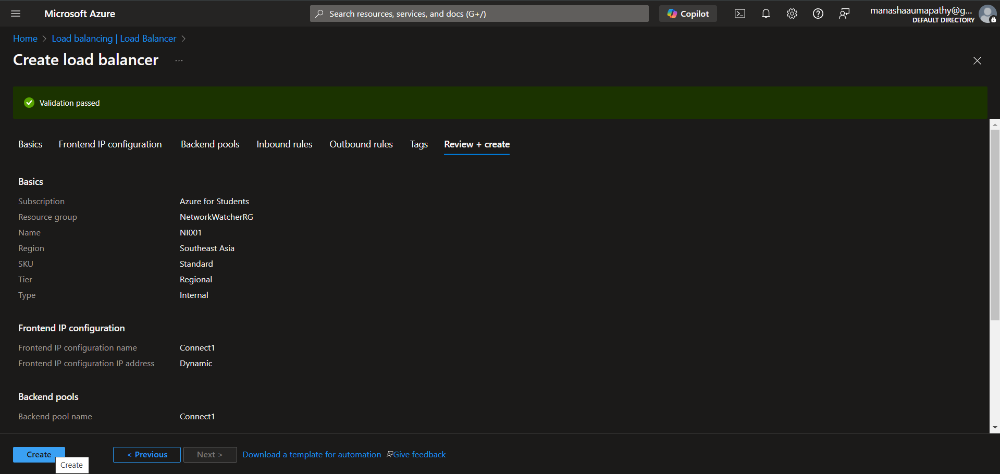 Microsoft Azure
Search resources, services, and docs (G+/)
Copilot
manashaaumapathy@g...
DEFAULT DIRECTORY
Home > Load balancing | Load Balancer >
Create load balancer ...
Validation passed
Basics Frontend IP configuration Backend pools Inbound rules Outbound rules Tags Review + create
Basics
Subscription Azure for Students
Resource group NetworkWatcherRG
Name NI001
Region Southeast Asia
SKU Standard
Tier Regional
Type Internal
Frontend IP configuration
Frontend IP configuration name Connect1
Frontend IP configuration IP address Dynamic
Backend pools
Backend pool name Connect1
Create < Previous Next > Download a template for automation Give feedback
Create